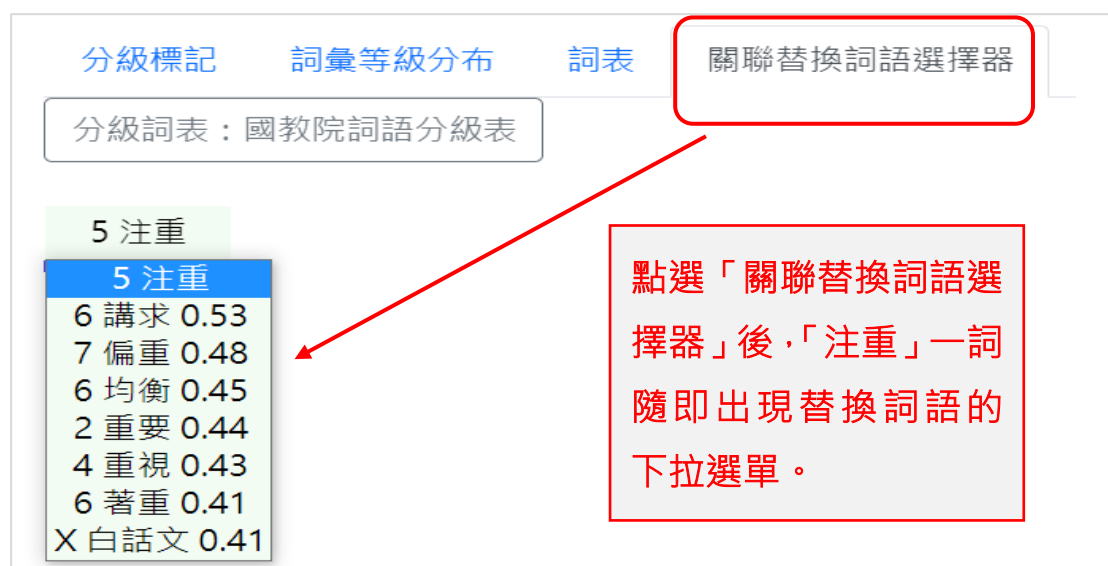 分級標記 詞彙等級分布 詞表 關聯替換詞語選擇器
分級詞表：國教院詞語分級表
5 注重
5 注重
6 講求 0.53
7 偏重 0.48
6 均衡 0.45
2 重要 0.44
4 重視 0.43
6 著重 0.41
X 白話文 0.41
點選「關聯替換詞語選
擇器」後，「注重」一詞
隨即出現替換詞語的
下拉選單。